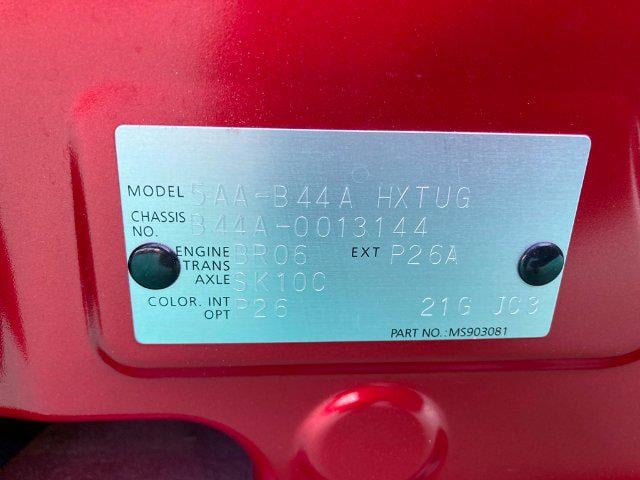 MODEL 5AA-B44A HXTUG
CHASSIS NO. B44A-0013144
ENGINE BR06 EXT P26A
TRANS AXLE SK10C
COLOR. INT OPT P26 21G JC3
PART NO.: MS903081